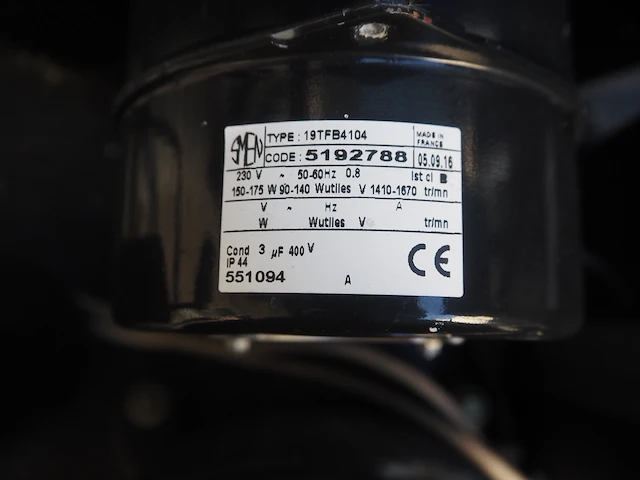 SMEN TYPE : 19TFB4104 MADE IN FRANCE
CODE : 5192788 05.09.16
230 V ~ 50-60Hz 0.8 Ist cl B
150-175 W 90-140 Wutiles V 1410-1670 tr/mn
V ~ Hz A
W Wutiles V tr/mn
Cond 3 µF 400 V
IP 44 CE
551094 A